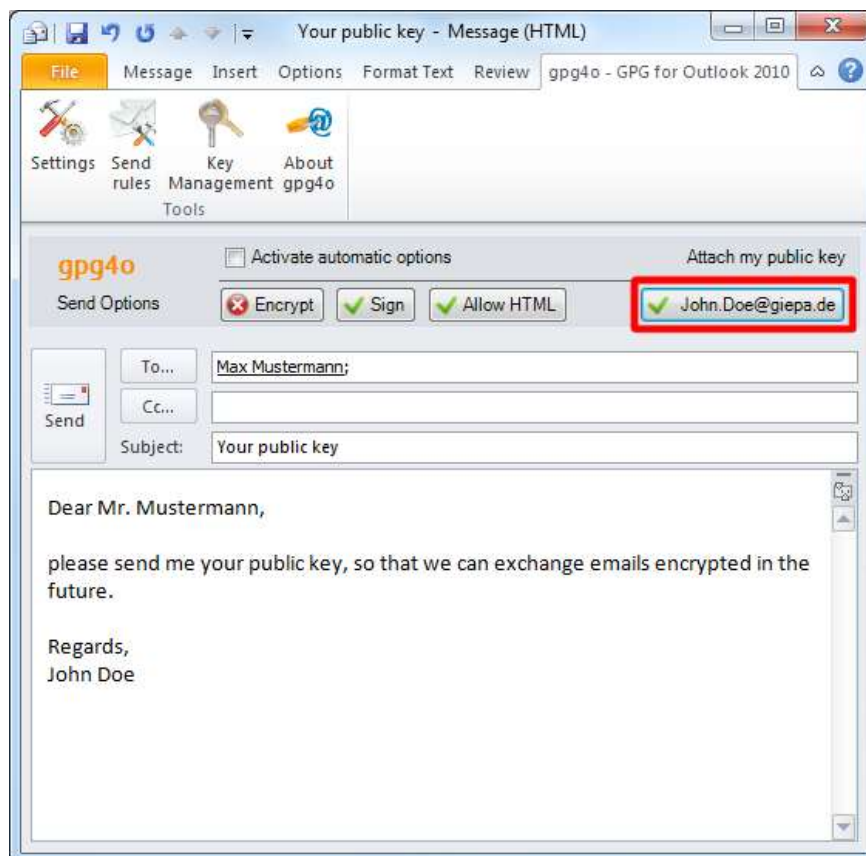 Your public key - Message (HTML)
File Message Insert Options Format Text Review gpg4o - GPG for Outlook 2010
Settings Send rules Key Management About gpg4o
Tools
gpg4o Activate automatic options Attach my public key
Send Options Encrypt Sign Allow HTML John.Doe@giepa.de
Send
To... Max Mustermann;
Cc...
Subject: Your public key
Dear Mr. Mustermann,
please send me your public key, so that we can exchange emails encrypted in the
future.
Regards,
John Doe